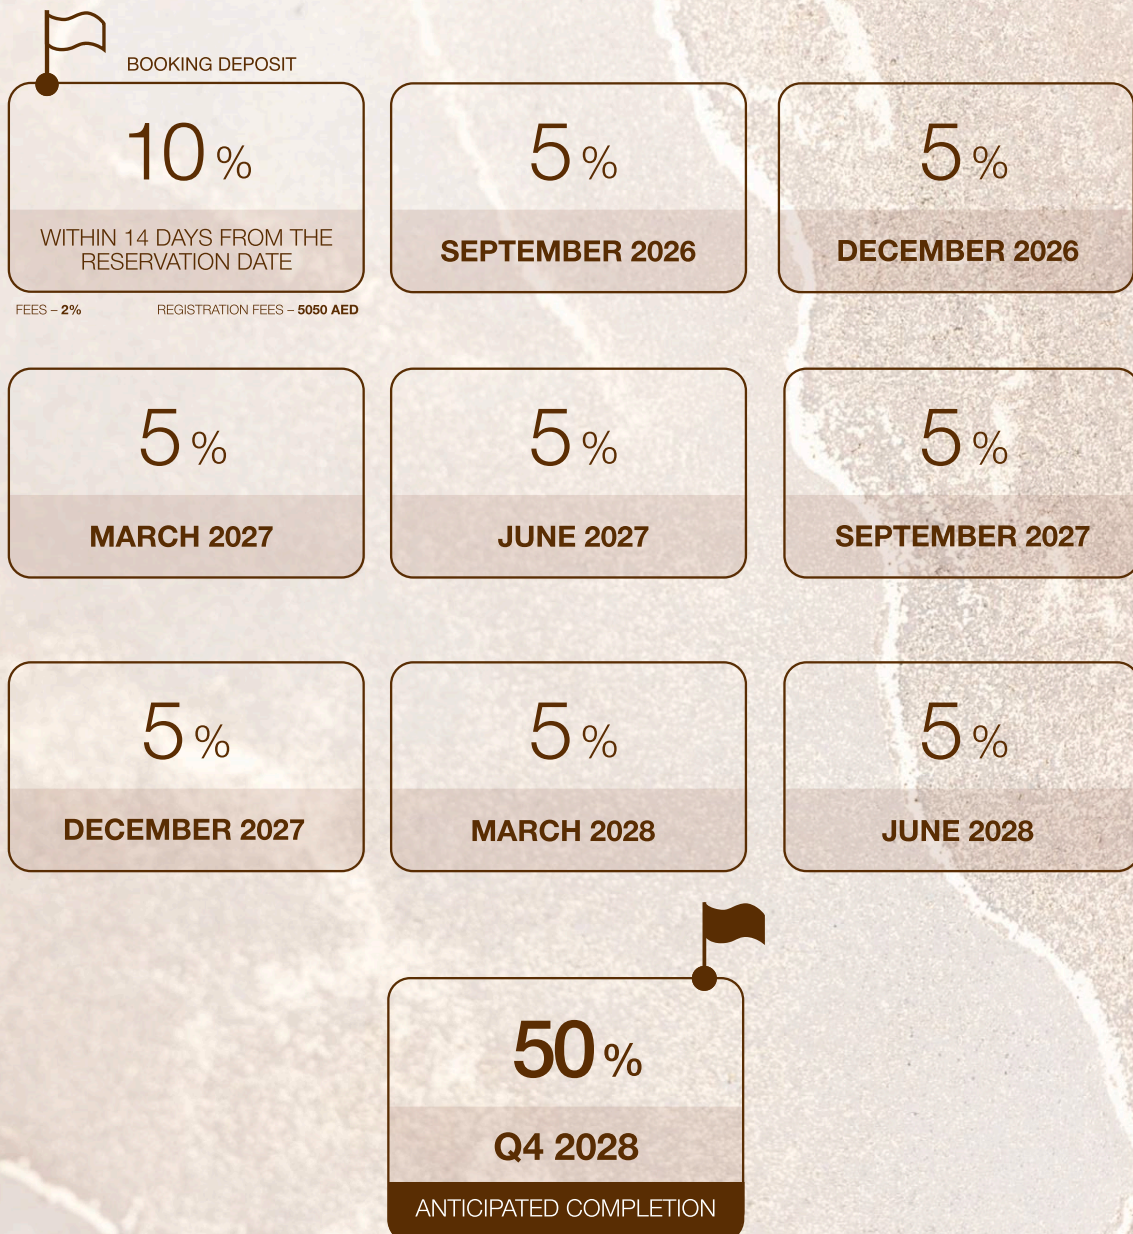 BOOKING DEPOSIT
10 %
WITHIN 14 DAYS FROM THE
RESERVATION DATE
FEES – 2%
REGISTRATION FEES – 5050 AED
5 %
SEPTEMBER 2026
5 %
DECEMBER 2026
5 %
MARCH 2027
5 %
JUNE 2027
5 %
SEPTEMBER 2027
5 %
DECEMBER 2027
5 %
MARCH 2028
5 %
JUNE 2028
50 %
Q4 2028
ANTICIPATED COMPLETION